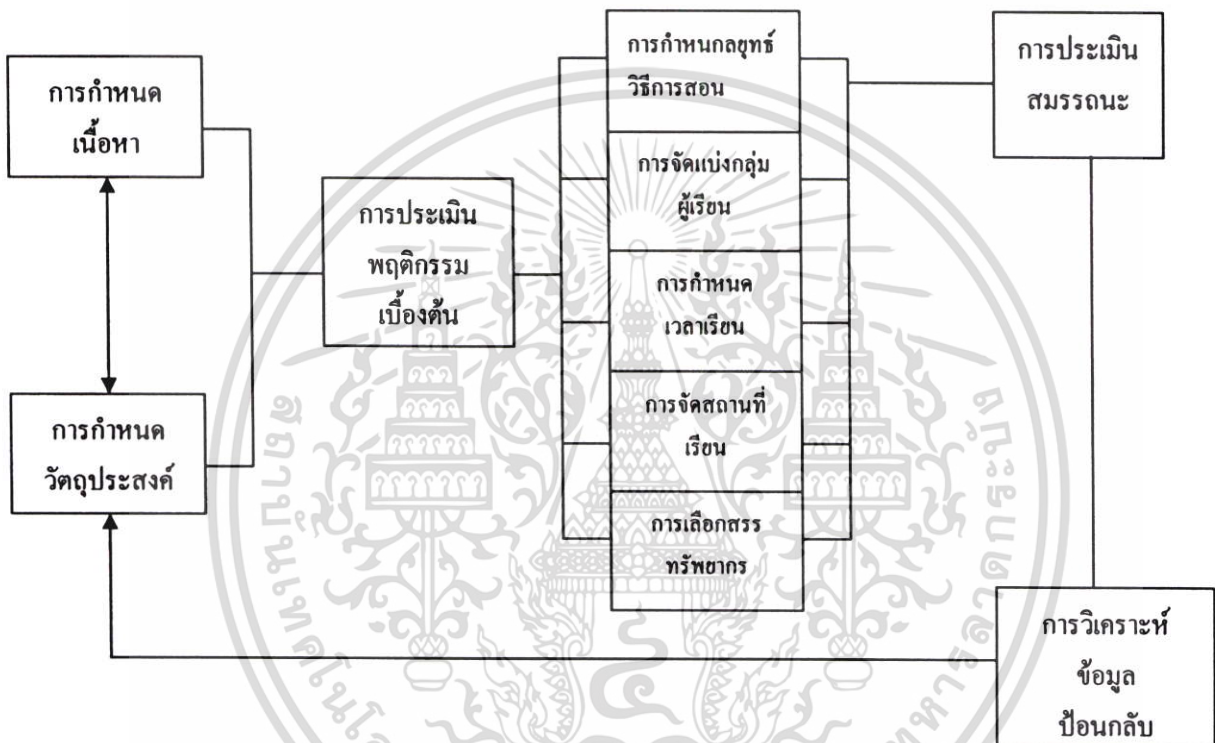 การกำหนด
เนื้อหา
การกำหนด
วัตถุประสงค์
การประเมิน
พฤติกรรม
เบื้องต้น
การกำหนกลยุทธ์
วิธีการสอน
การจัดแบ่งกลุ่ม
ผู้เรียน
การกำหนด
เวลาเรียน
การจัดสถานที่
เรียน
การเลือกสรร
ทรัพยากร
การประเมิน
สมรรถนะ
การวิเคราะห์
ข้อมูล
ป้อนกลับ